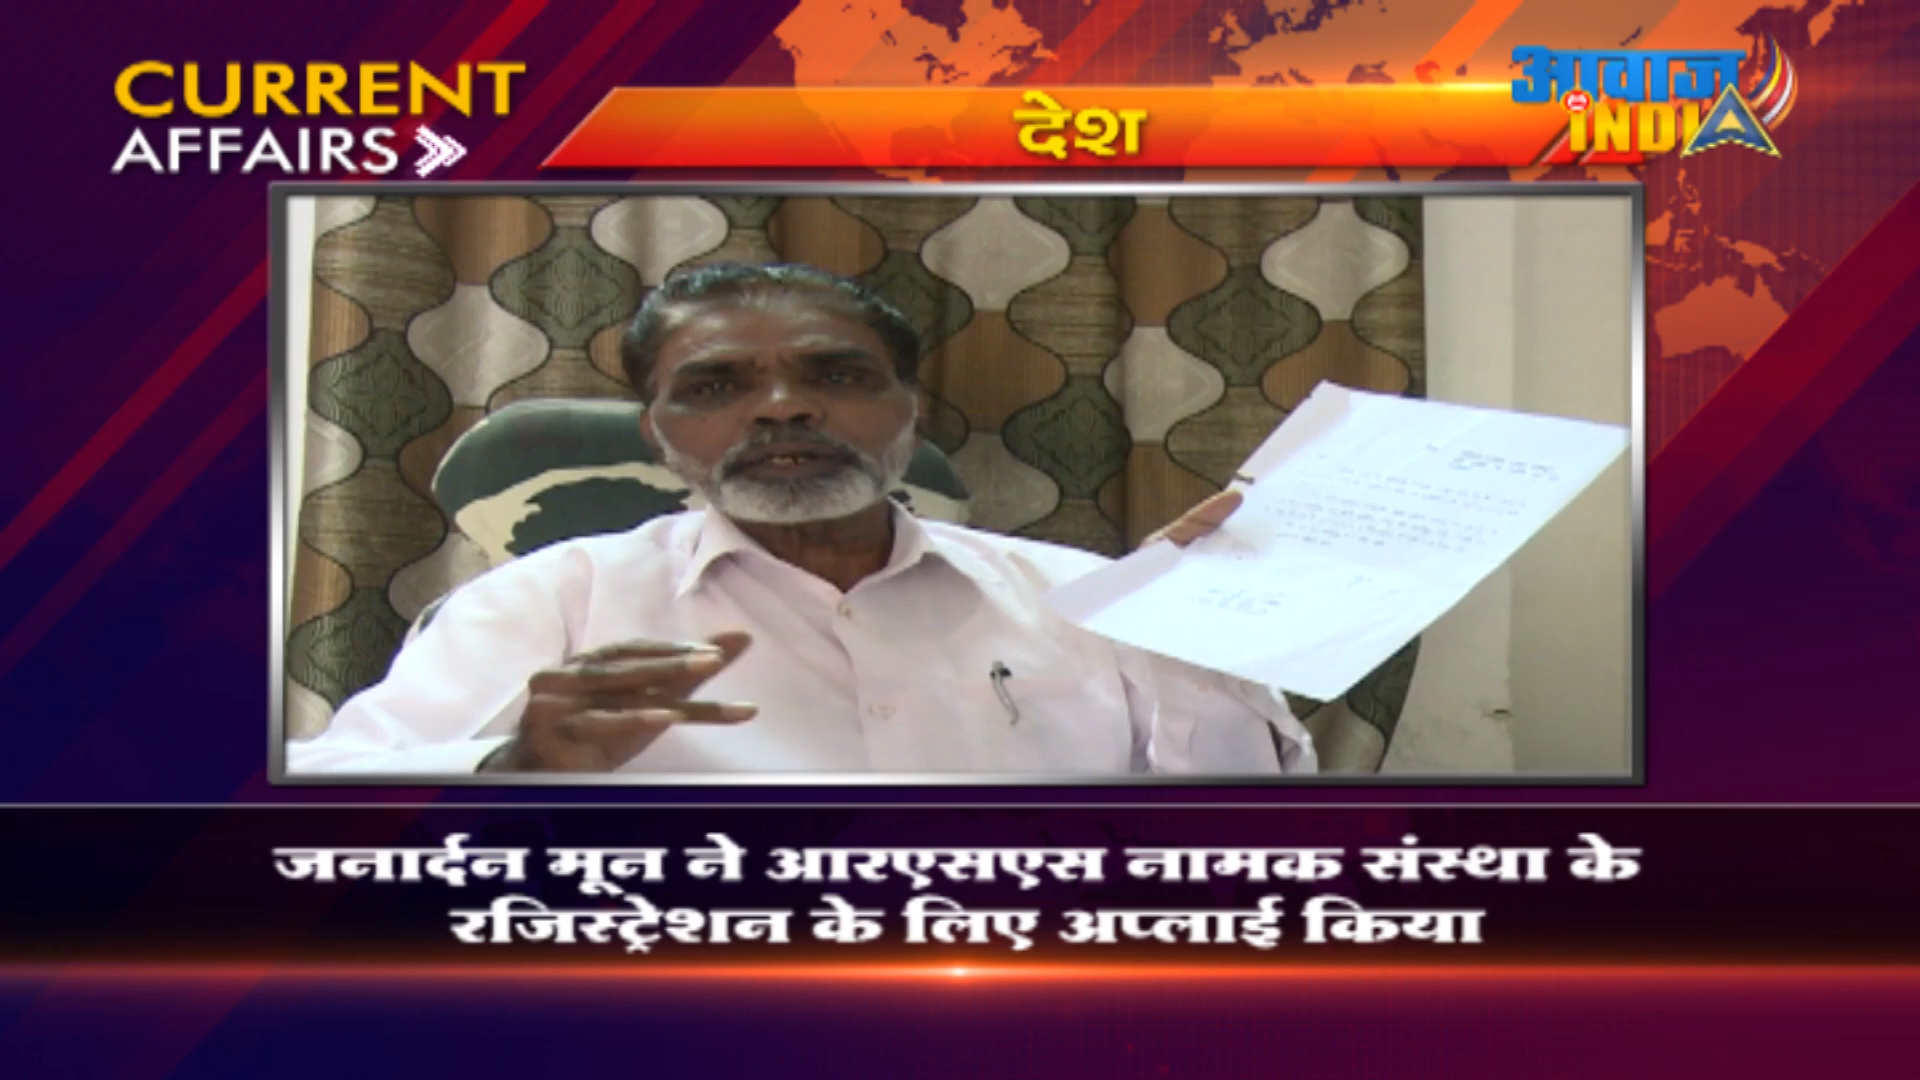 CURRENT
AFFAIRS
देश
आवाज
INDIA
जनार्दन मून ने आरएसएस नामक संस्था के
रजिस्ट्रेशन के लिए अप्लाई किया